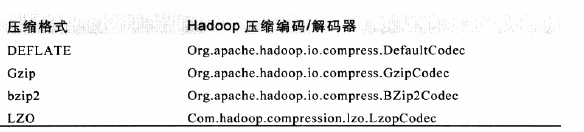 压缩格式 Hadoop 压缩编码/解码器
DEFLATE Org.apache.hadoop.io.compress.DefaultCodec
Gzip Org.apache.hadoop.io.compress.GzipCodec
bzip2 Org.apache.hadoop.io.compress.BZip2Codec
LZO Com.hadoop.compression.lzo.LzopCodec